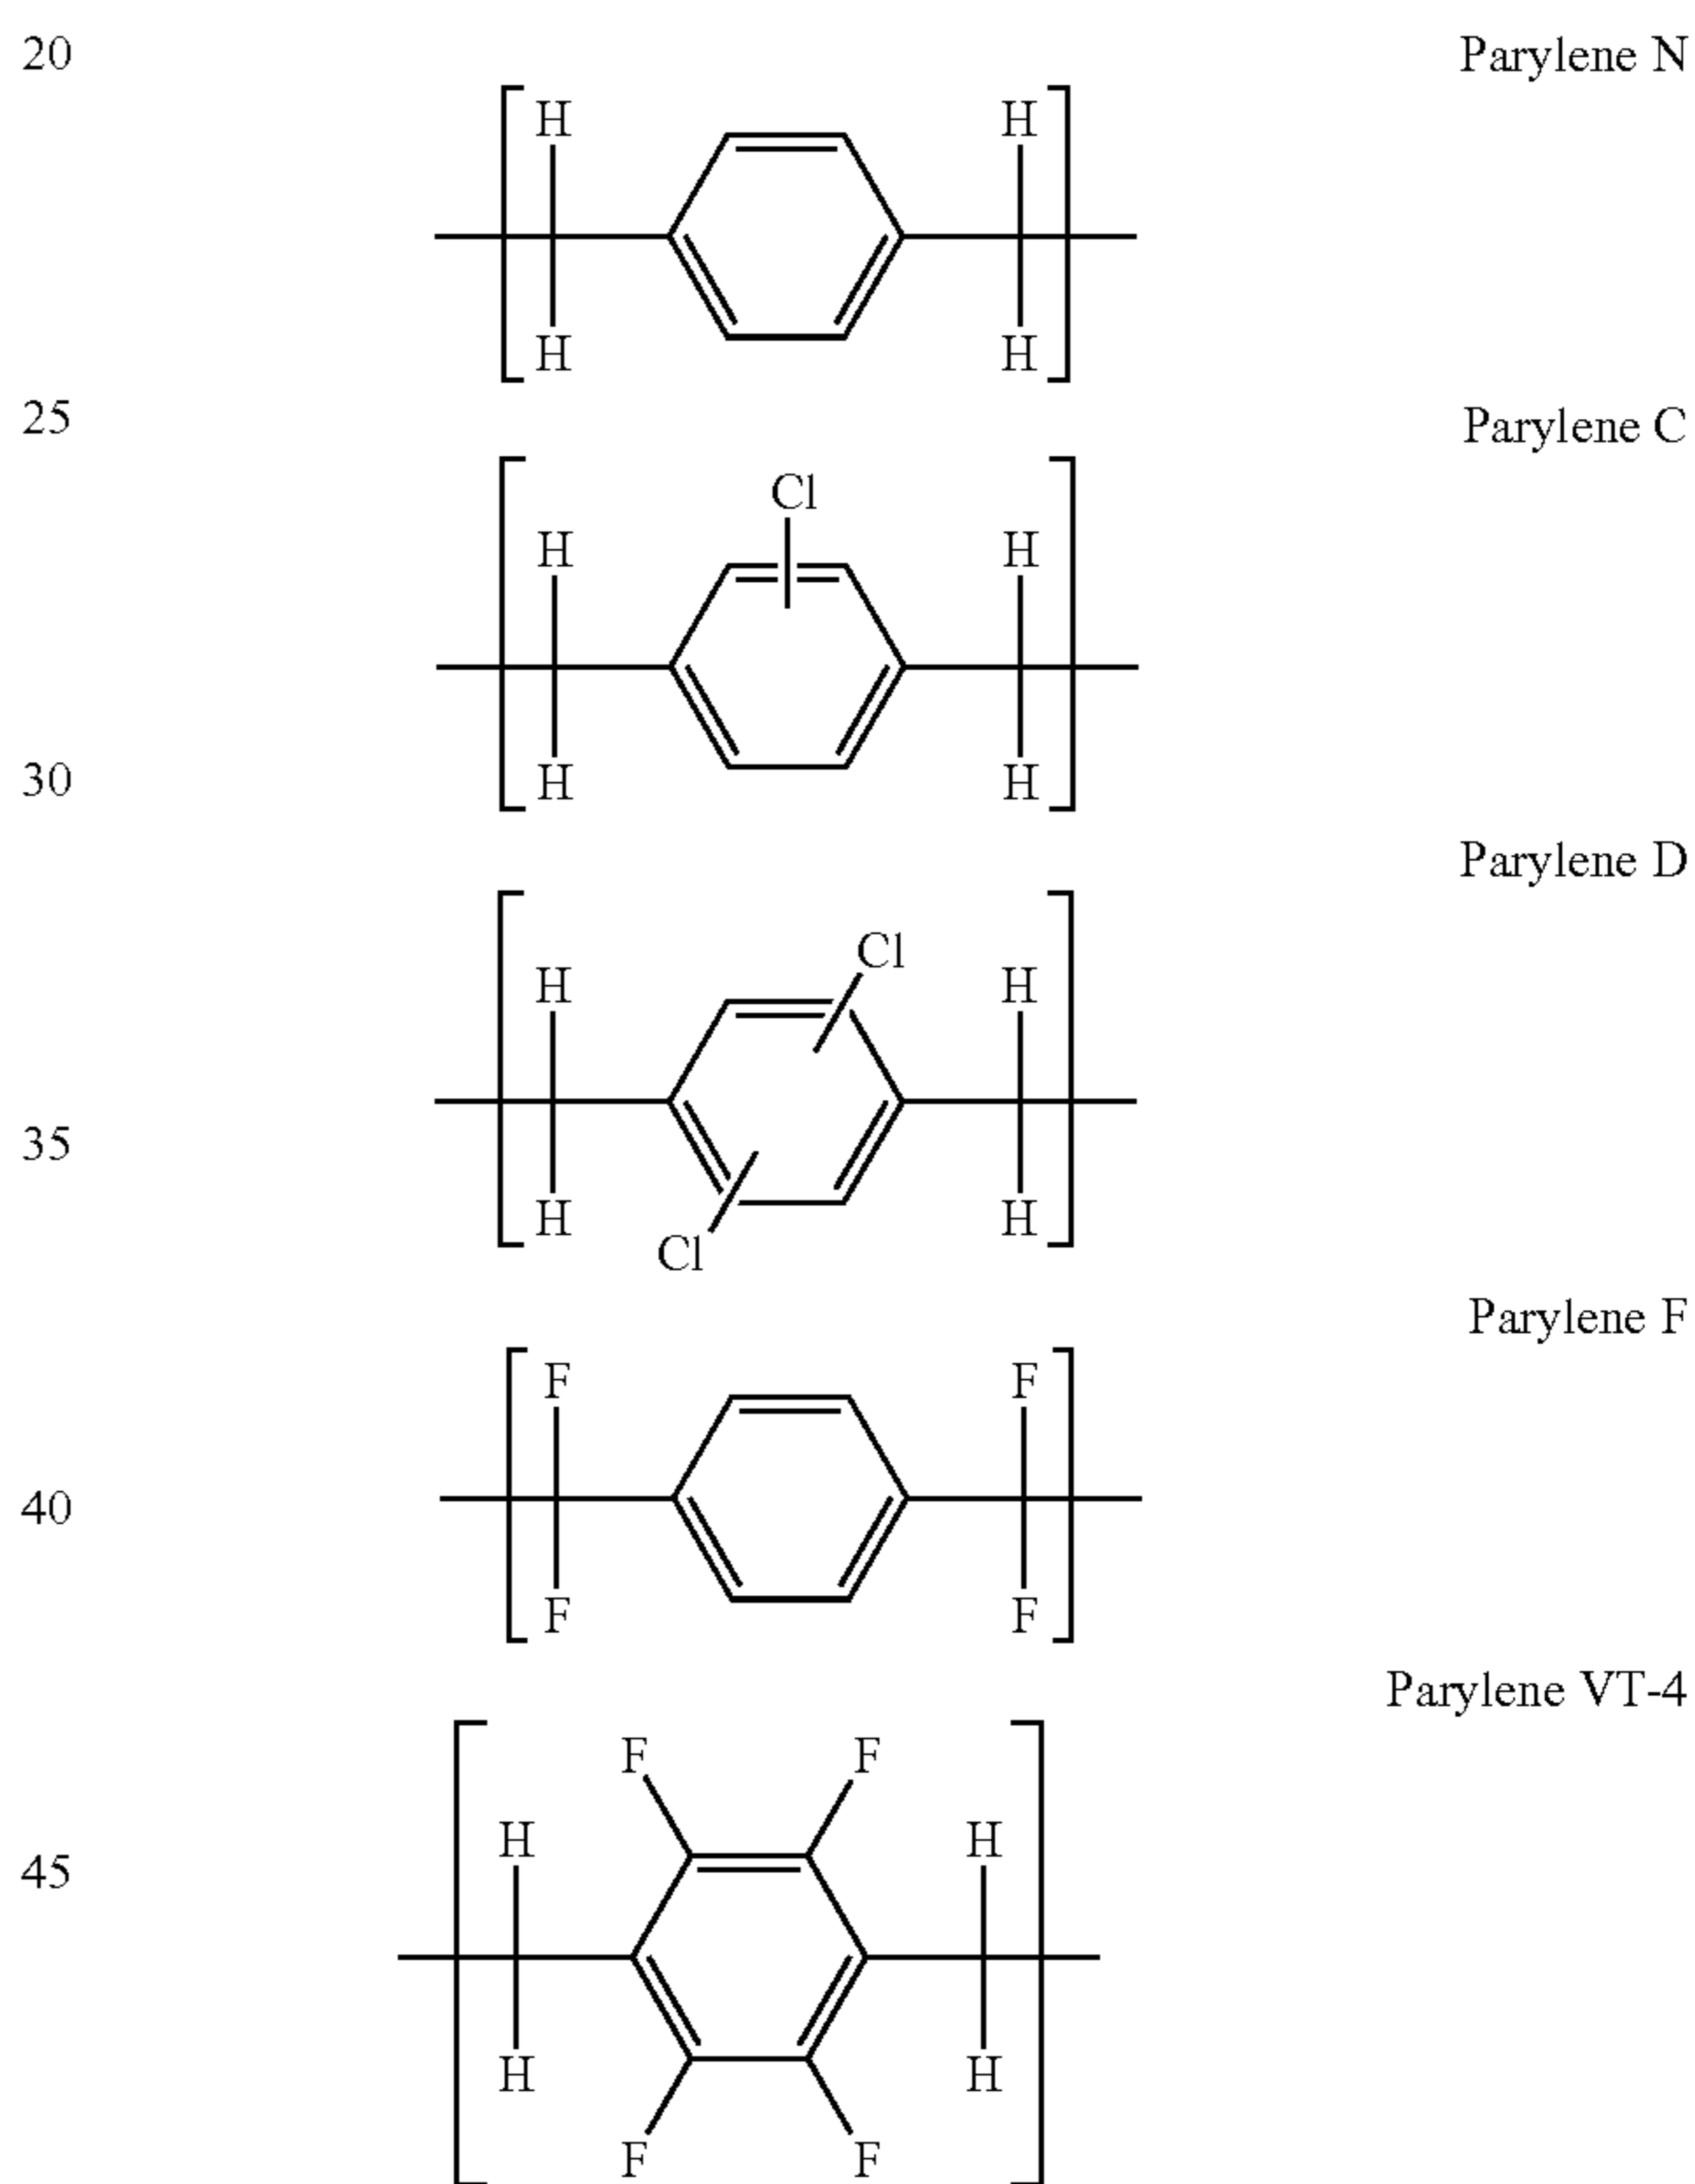 20 Parylene N
H H
H H
25 Parylene C
Cl
H H
30
H H
Parylene D
Cl
H H
35
H H
Cl
Parylene F
F F
40
F F
Parylene VT-4
F F
H H
45
H H
F F